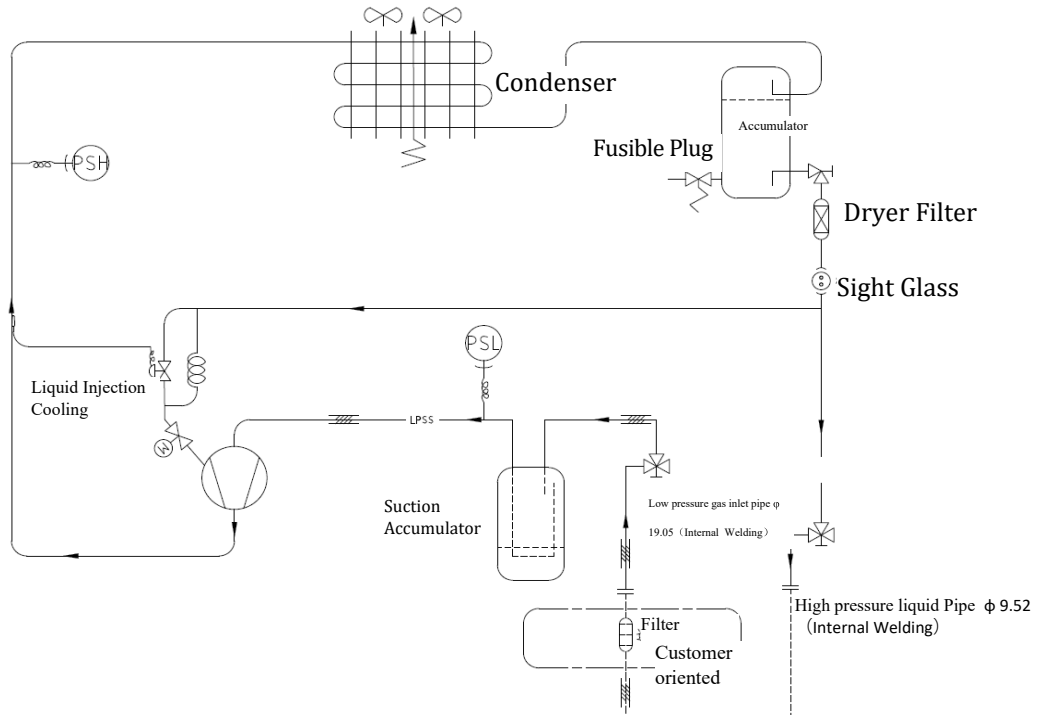 Condenser
Accumulator
Fusible Plug
PSH
Dryer Filter
Sight Glass
PSL
Liquid Injection
Cooling
LPSS
M
Suction
Accumulator
Low pressure gas inlet pipe φ
19.05（Internal Welding）
High pressure liquid Pipe ф 9.52
（Internal Welding）
Filter
Customer
oriented